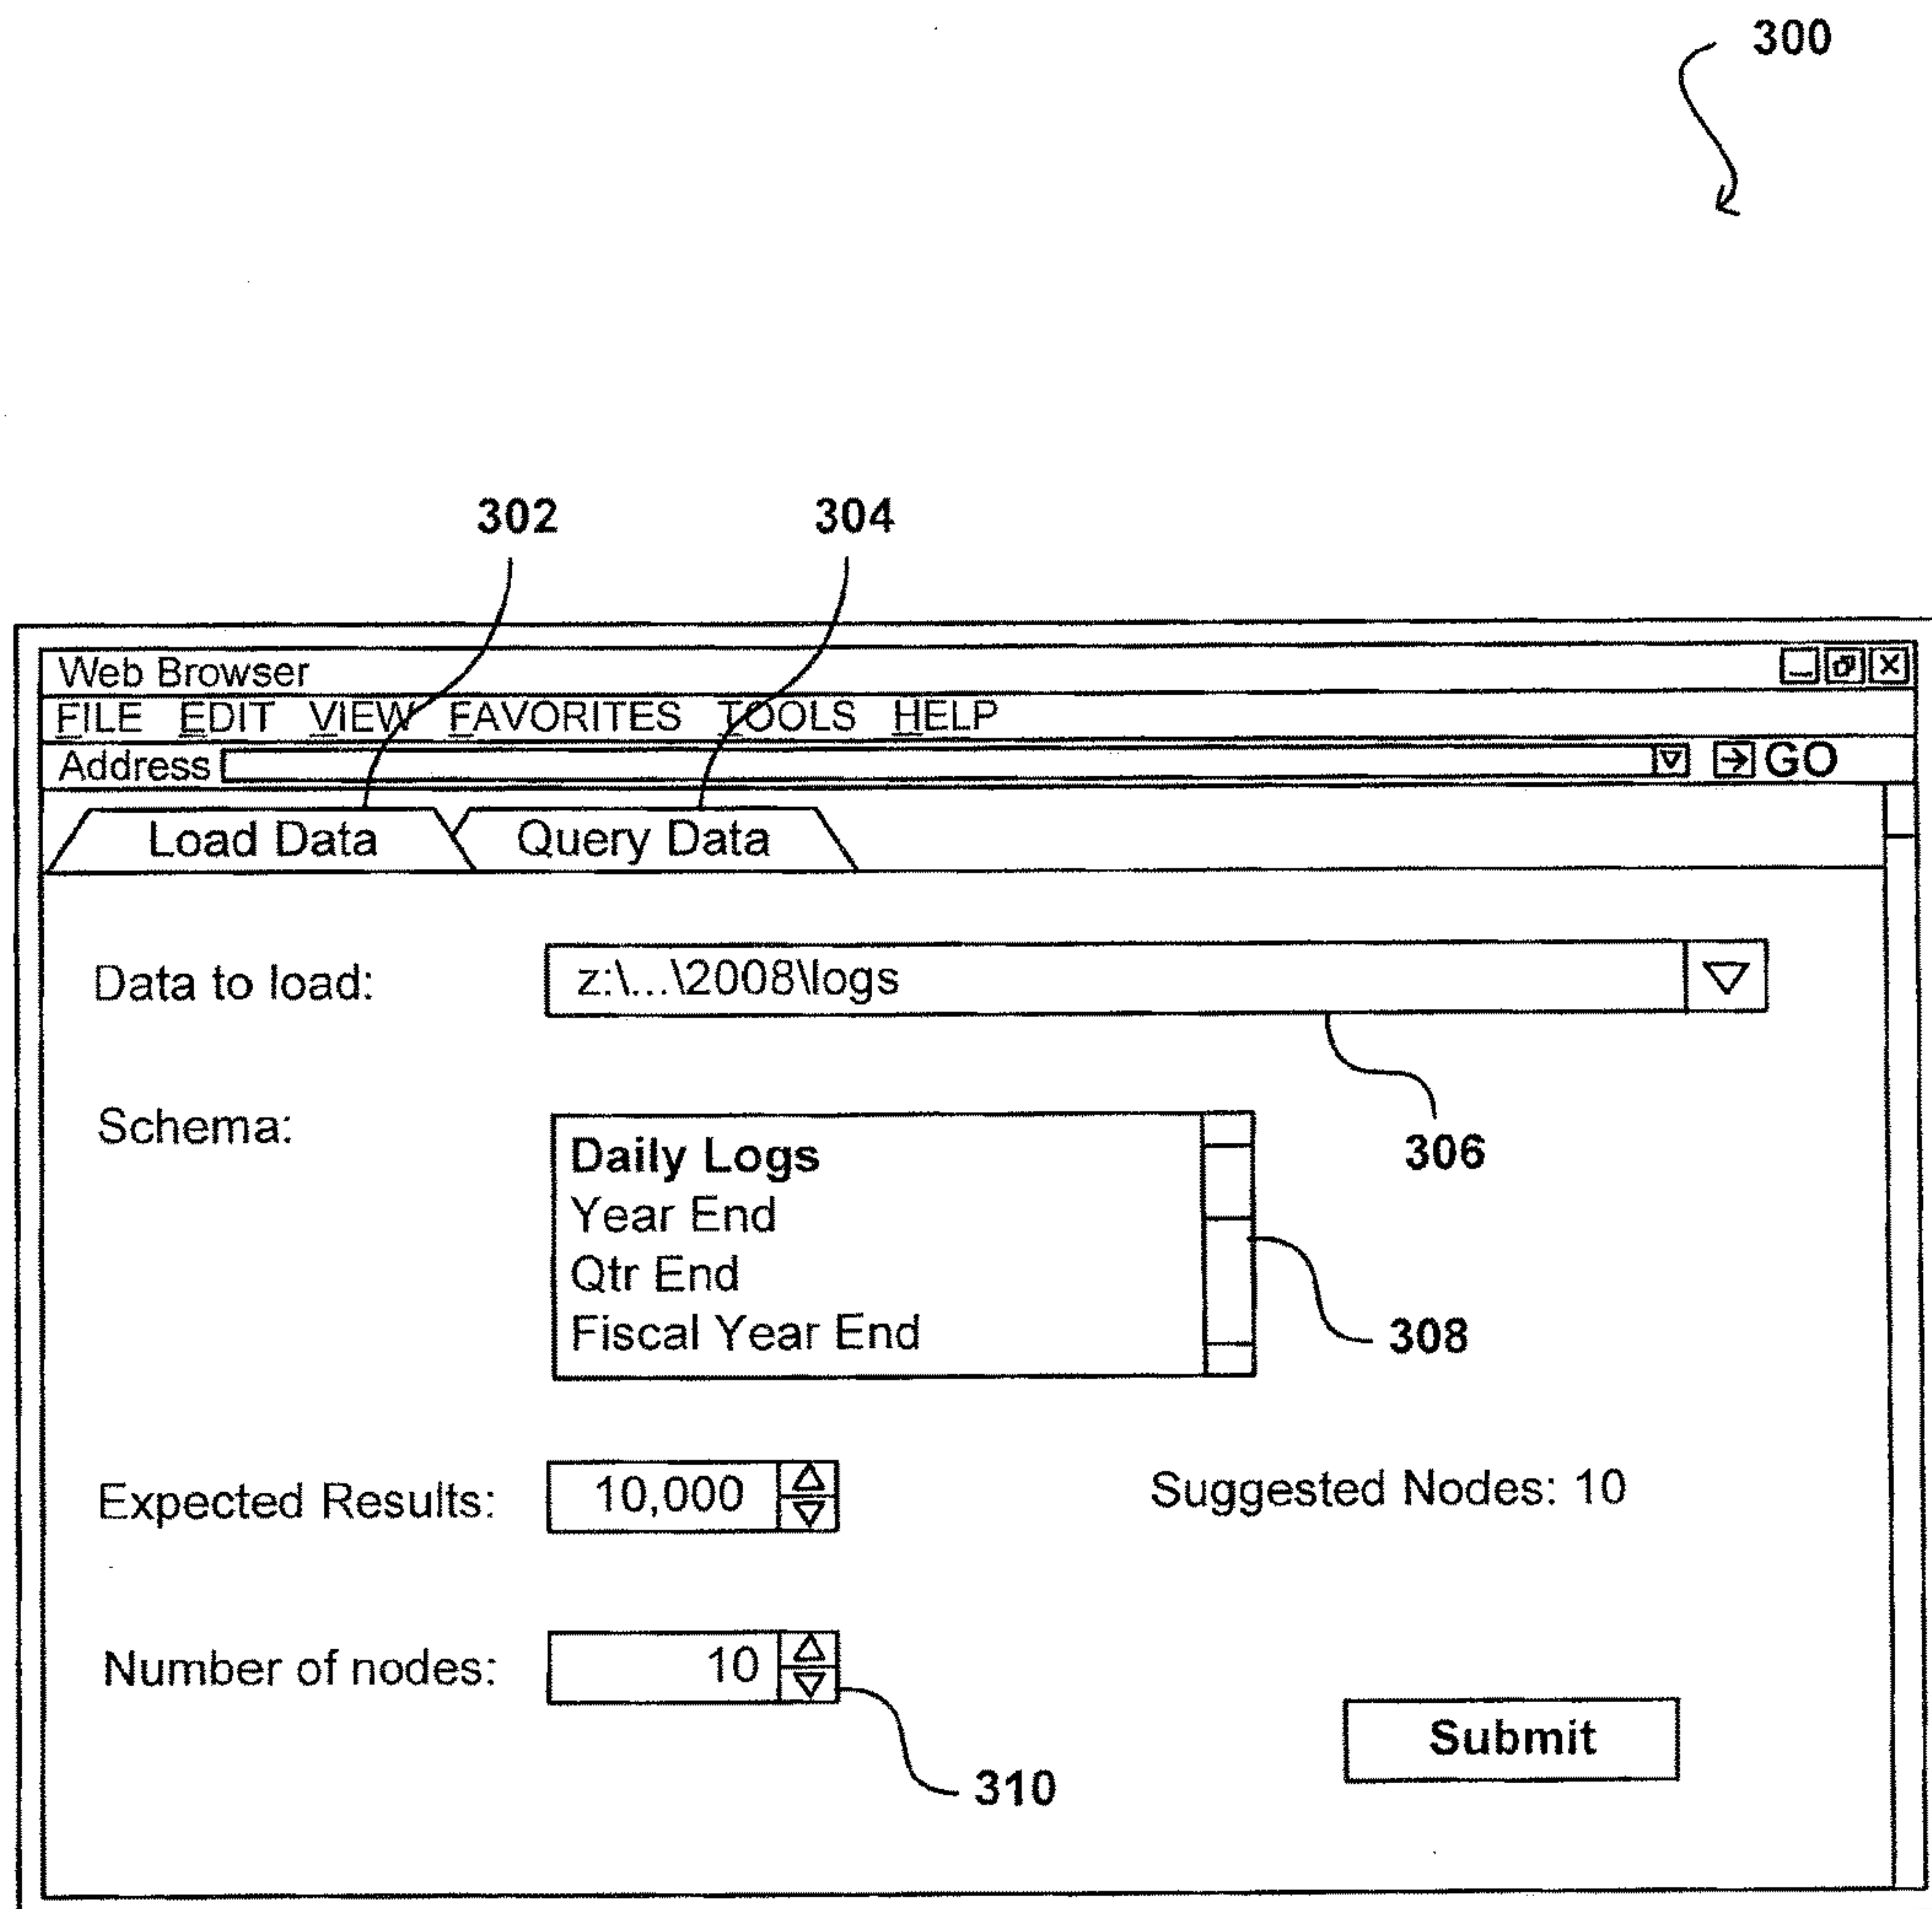 300
302 304
Web Browser
FILE EDIT VIEW FAVORITES TOOLS HELP
Address GO
Load Data Query Data
Data to load: z:\...\2008\logs
306
Schema:
Daily Logs
Year End
Qtr End
Fiscal Year End
308
Expected Results: 10,000 Suggested Nodes: 10
Number of nodes: 10
Submit
310